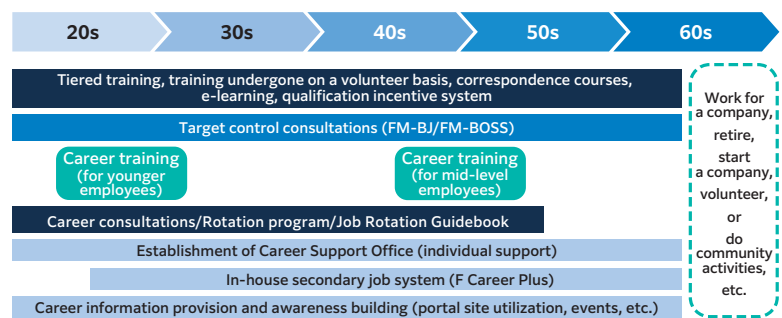 20s
30s
40s
50s
60s
Tiered training, training undergone on a volunteer basis, correspondence courses,
e-learning, qualification incentive system
Target control consultations (FM-BJ/FM-BOSS)
Career training
(for younger
employees)
Career training
(for mid-level
employees)
Career consultations/Rotation program/Job Rotation Guidebook
Establishment of Career Support Office (individual support)
In-house secondary job system (F Career Plus)
Career information provision and awareness building (portal site utilization, events, etc.)
Work for
a company,
retire,
start
a company,
volunteer,
or
do
community
activities,
etc.